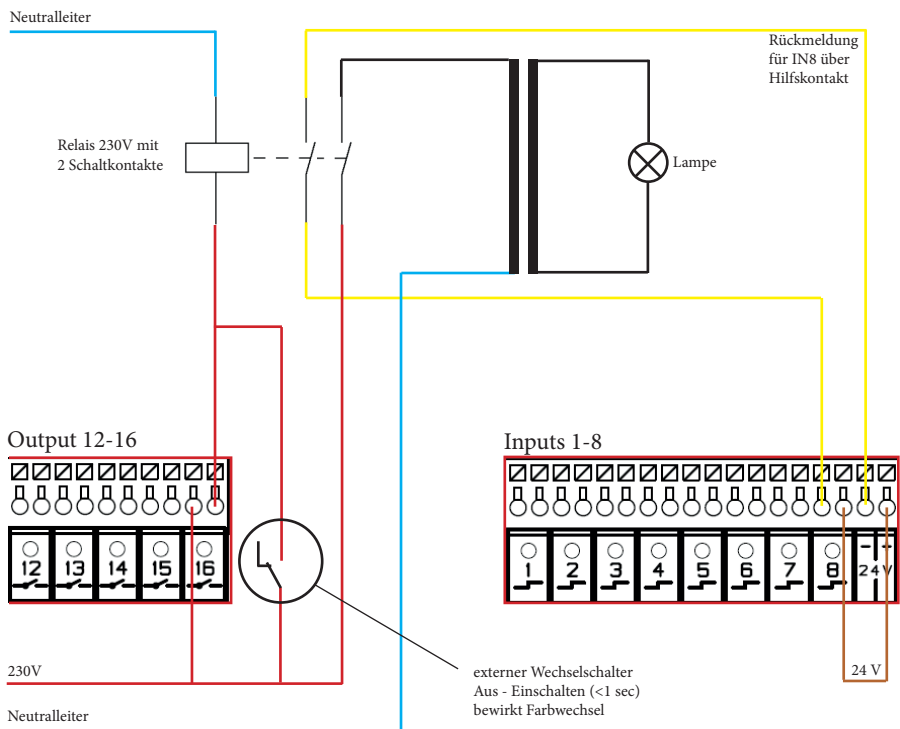 Neutralleiter
Rückmeldung
für IN8 über
Hilfskontakt
Relais 230V mit
2 Schaltkontakte
Lampe
Output 12-16
Inputs 1-8
12 13 14 15 16
1 2 3 4 5 6 7 8 24V
230V
24 V
externer Wechselschalter
Aus - Einschalten (<1 sec)
bewirkt Farbwechsel
Neutralleiter